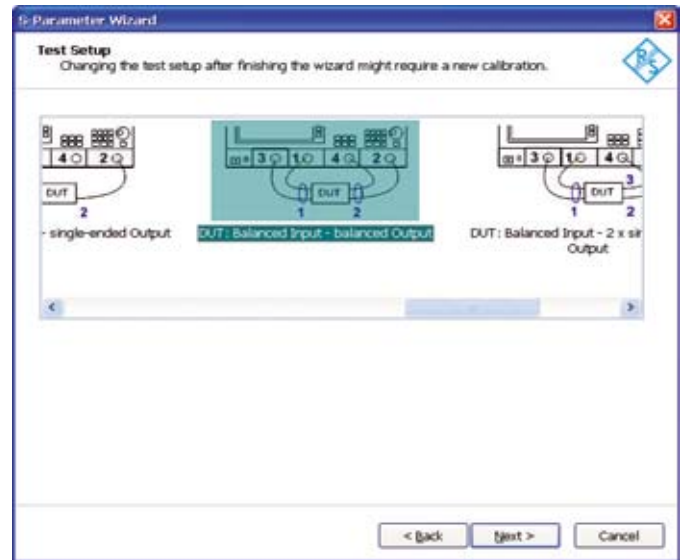 S-Parameter Wizard
Test Setup
Changing the test setup after finishing the wizard might require a new calibration.
R&S
4 2
DUT
2
- single-ended Output
3 1 4 2
DUT
1 2
DUT: Balanced Input - balanced Output
3 1 4
3
DUT
1 2
DUT: Balanced Input - 2 x sin
Output
< Back
Next >
Cancel